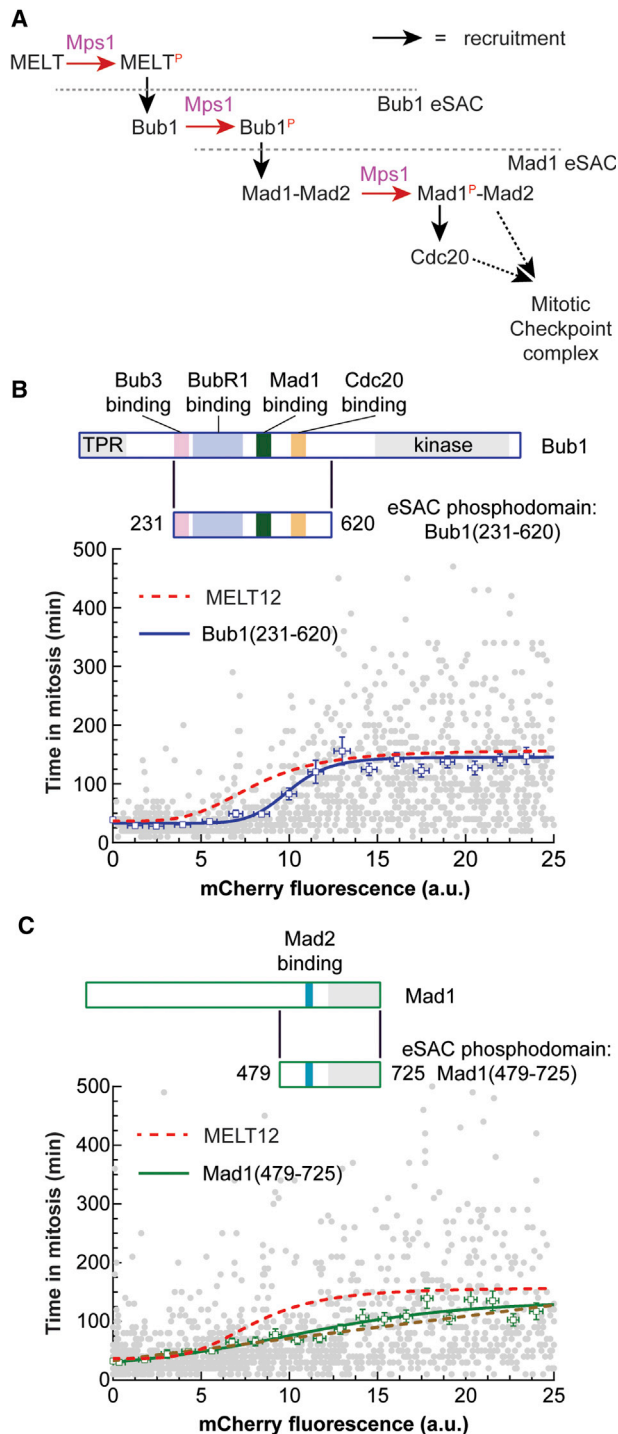 A
Mps1
MELT MELTᴾ
= recruitment
Mps1
Bub1 eSAC
Bub1 Bub1ᴾ
Mps1
Mad1 eSAC
Mad1-Mad2 Mad1ᴾ-Mad2
Cdc20
Mitotic
Checkpoint
complex
B
Bub3 binding
BubR1 binding
Mad1 binding
Cdc20 binding
TPR kinase Bub1
231 620
eSAC phosphodomain:
Bub1(231-620)
MELT12
Bub1(231-620)
Time in mitosis (min)
500
400
300
200
100
0
0 5 10 15 20 25
mCherry fluorescence (a.u.)
C
Mad2
binding
Mad1
479 725
eSAC phosphodomain:
Mad1(479-725)
MELT12
Mad1(479-725)
Time in mitosis (min)
500
400
300
200
100
0
0 5 10 15 20 25
mCherry fluorescence (a.u.)